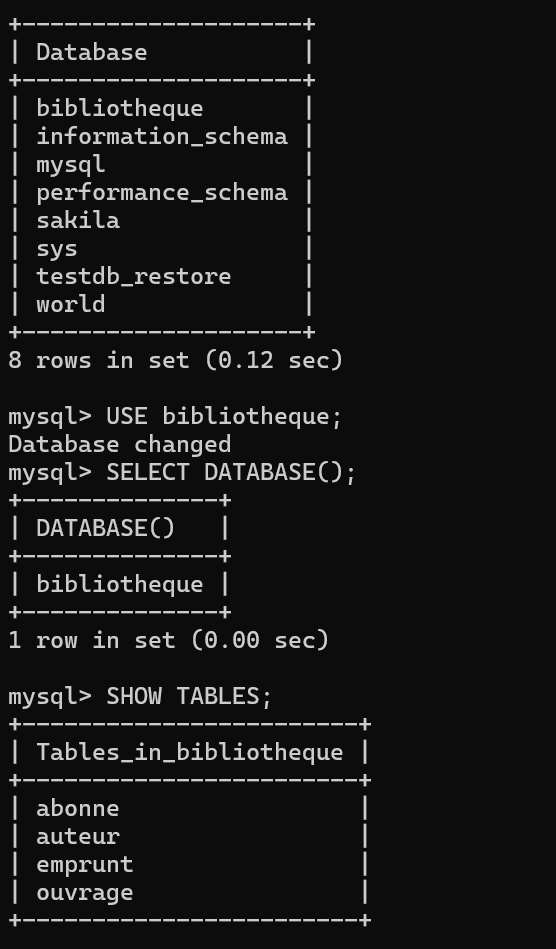 +--------------------+
| Database           |
+--------------------+
| bibliotheque       |
| information_schema |
| mysql              |
| performance_schema |
| sakila             |
| sys                |
| testdb_restore     |
| world              |
+--------------------+
8 rows in set (0.12 sec)

mysql> USE bibliotheque;
Database changed
mysql> SELECT DATABASE();
+--------------+
| DATABASE()   |
+--------------+
| bibliotheque |
+--------------+
1 row in set (0.00 sec)

mysql> SHOW TABLES;
+------------------------+
| Tables_in_bibliotheque |
+------------------------+
| abonne                 |
| auteur                 |
| emprunt                |
| ouvrage                |
+------------------------+